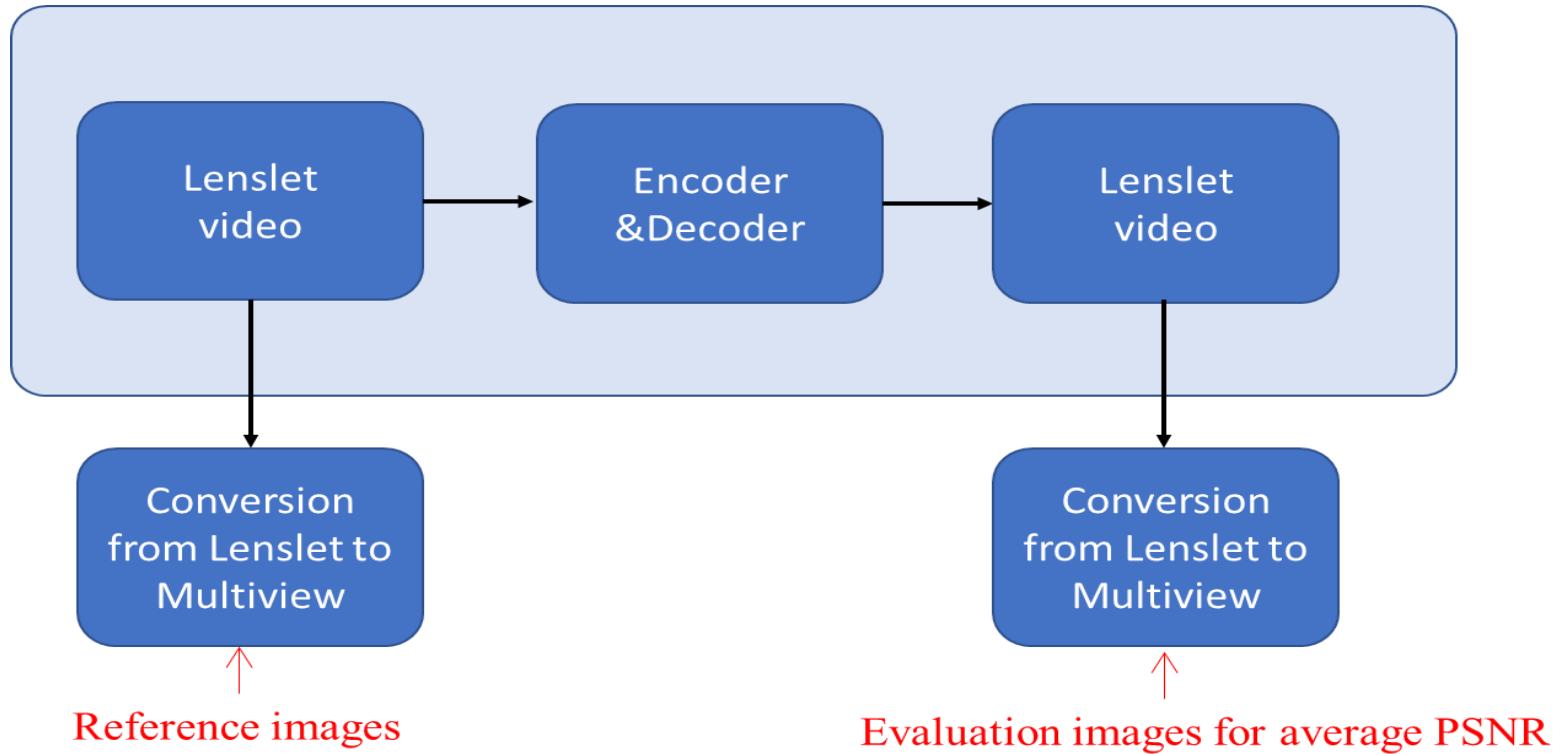 Lenslet
video
Encoder
&Decoder
Lenslet
video
Conversion
from Lenslet to
Multiview
Conversion
from Lenslet to
Multiview
Reference images
Evaluation images for average PSNR